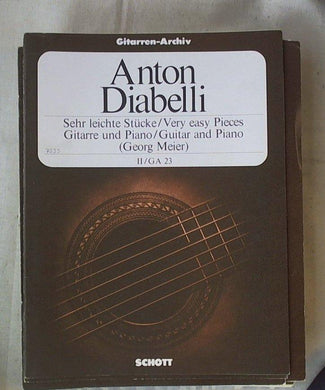 Gitarren-Archiv
Anton
Diabelli
Sehr leichte Stücke/Very easy Pieces
Gitarre und Piano/Guitar and Piano
(Georg Meier)
II/GA 23
SCHOTT